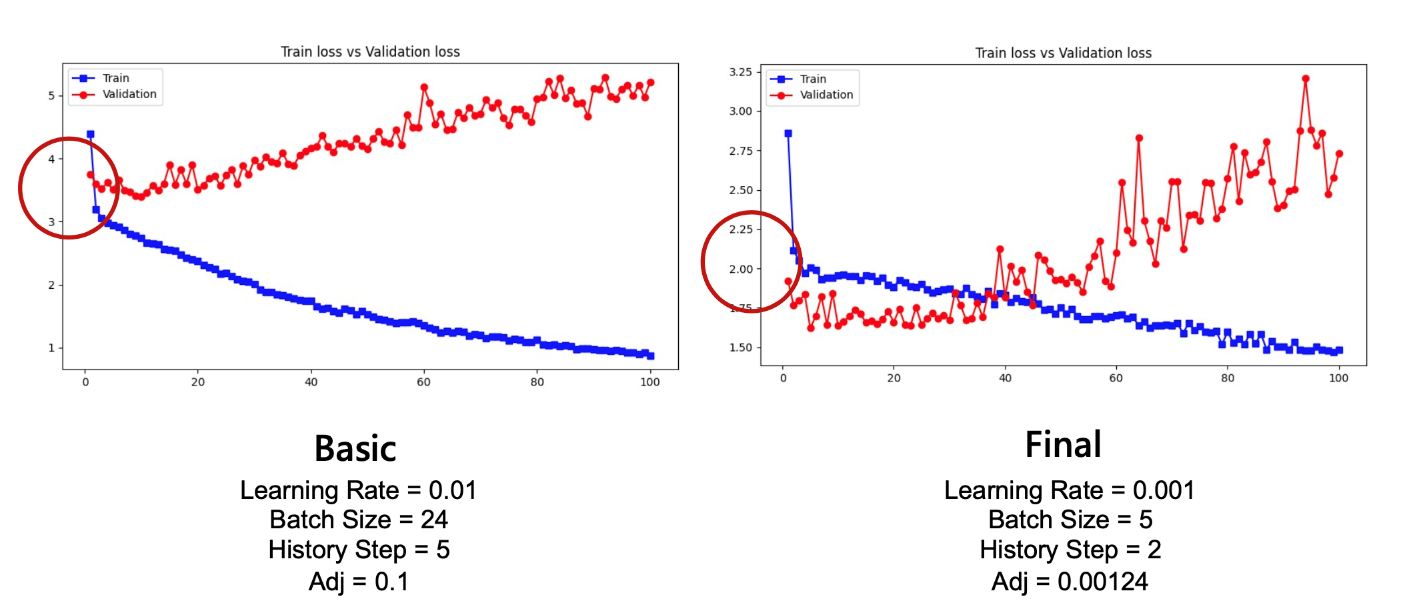 Train loss vs Validation loss
Train
Validation
5
4
3
2
1
0 20 40 60 80 100
Basic
Learning Rate = 0.01
Batch Size = 24
History Step = 5
Adj = 0.1
Train loss vs Validation loss
Train
Validation
3.25
3.00
2.75
2.50
2.25
2.00
1.75
1.50
0 20 40 60 80 100
Final
Learning Rate = 0.001
Batch Size = 5
History Step = 2
Adj = 0.00124